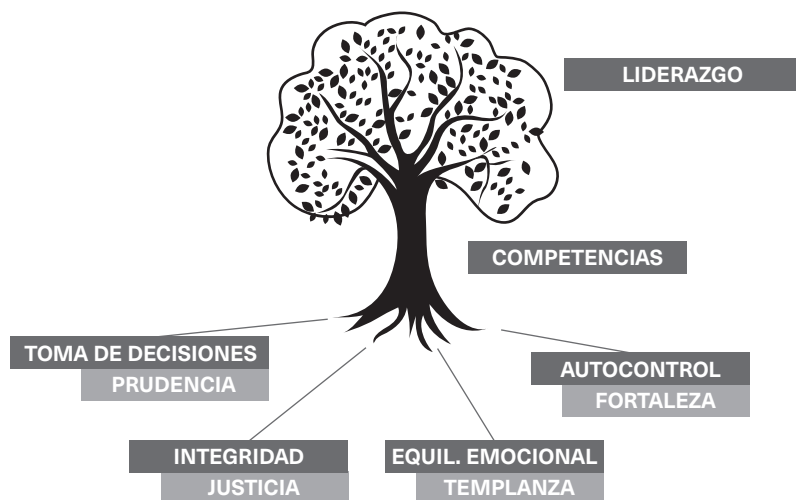 LIDERAZGO
COMPETENCIAS
TOMA DE DECISIONES
PRUDENCIA
AUTOCONTROL
FORTALEZA
INTEGRIDAD
JUSTICIA
EQUIL. EMOCIONAL
TEMPLANZA